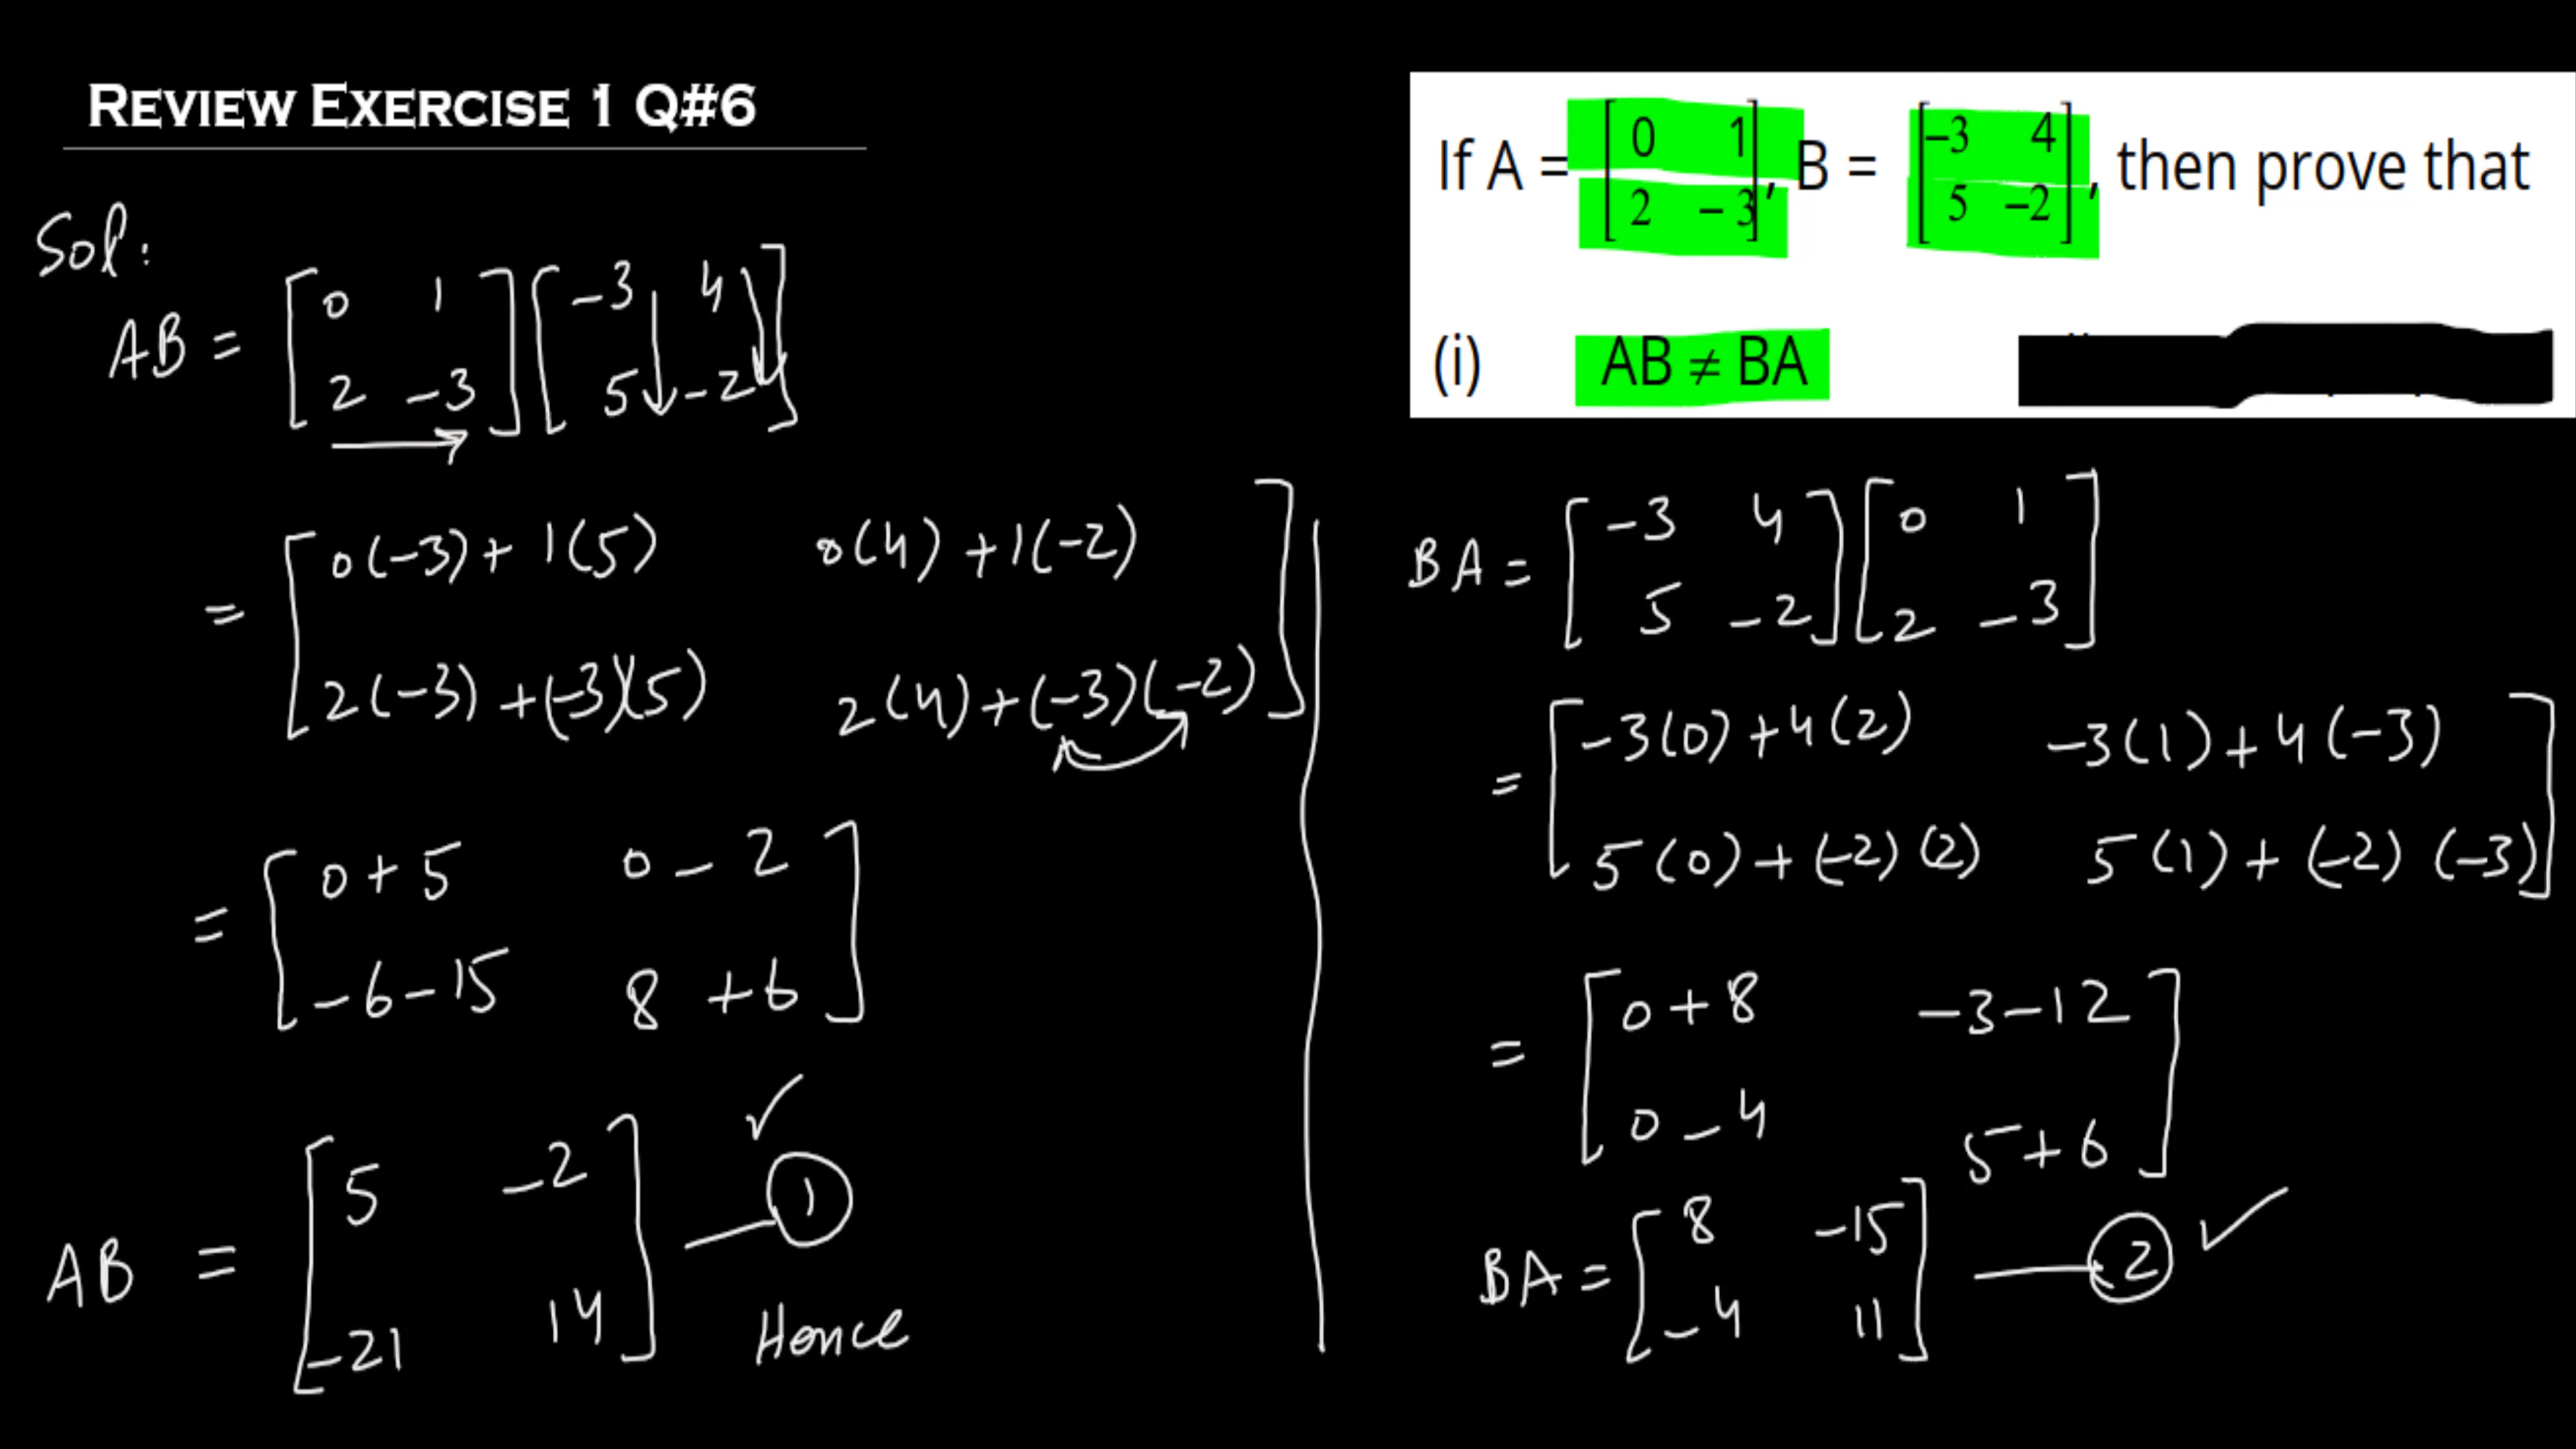 REVIEW EXERCISE 1 Q#6
If A = [0 1], B = [-3 4], then prove that
[2 -3] [5 -2]
(i) AB ≠ BA
Sol:
AB = [0 1] [-3 4]
[2 -3] [5 -2]
= [0(-3)+1(5) 0(4)+1(-2)]
[2(-3)+(-3)(5) 2(4)+(-3)(-2)]
= [0+5 0-2]
[-6-15 8+6]
AB = [5 -2] — 1
[-21 14]
Hence
BA = [-3 4] [0 1]
[5 -2] [2 -3]
= [-3(0)+4(2) -3(1)+4(-3)]
[5(0)+(-2)(2) 5(1)+(-2)(-3)]
= [0+8 -3-12]
[0-4 5+6]
BA = [8 -15] — 2
[-4 11]